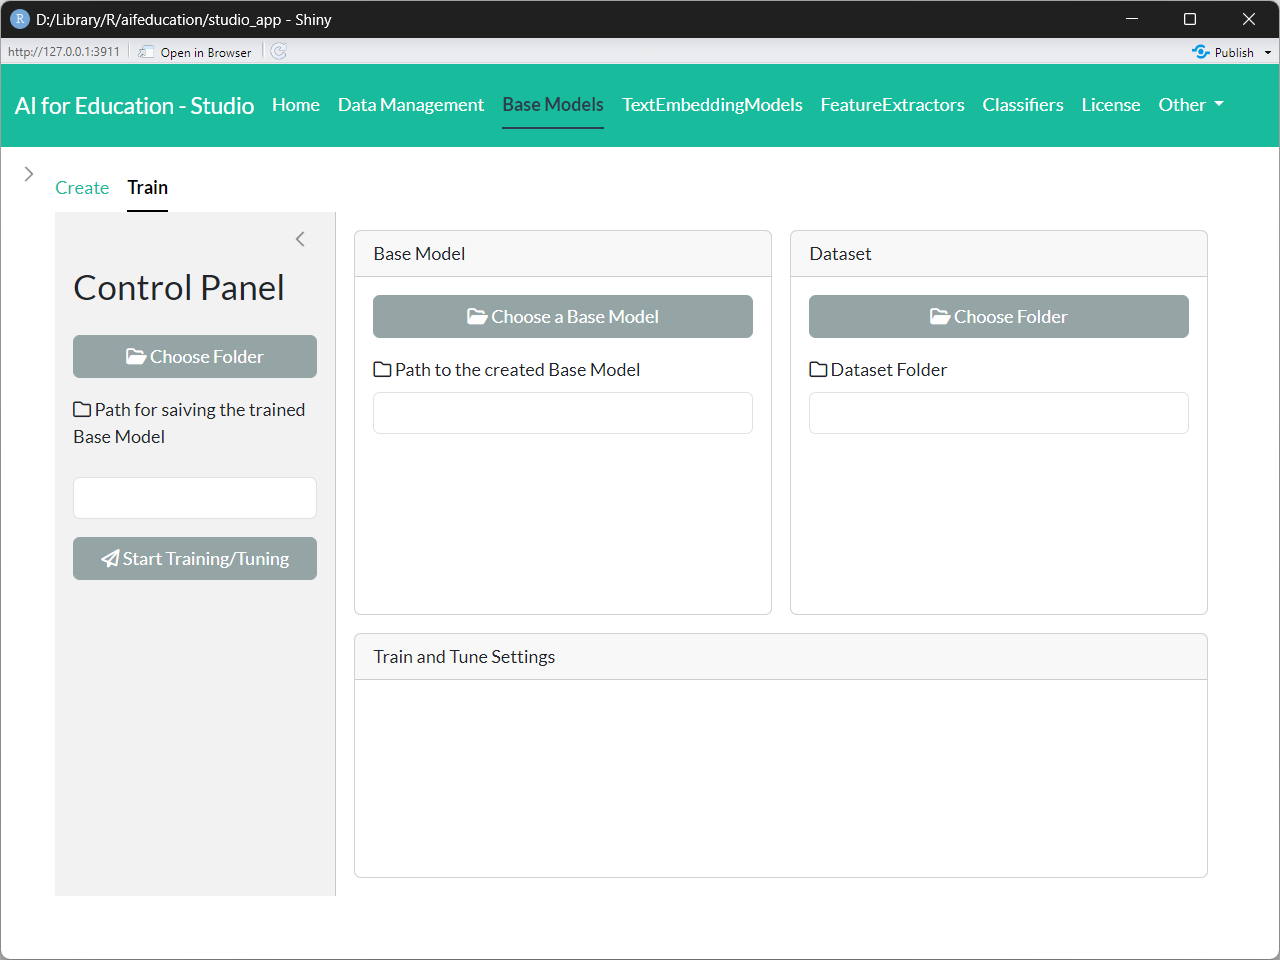 D:/Library/R/aifeducation/studio_app - Shiny
http://127.0.0.1:3911
Open in Browser
Publish
AI for Education - Studio
Home
Data Management
Base Models
TextEmbeddingModels
FeatureExtractors
Classifiers
License
Other
Create
Train
Control Panel
Choose Folder
Path for saiving the trained
Base Model
Start Training/Tuning
Base Model
Choose a Base Model
Path to the created Base Model
Dataset
Choose Folder
Dataset Folder
Train and Tune Settings